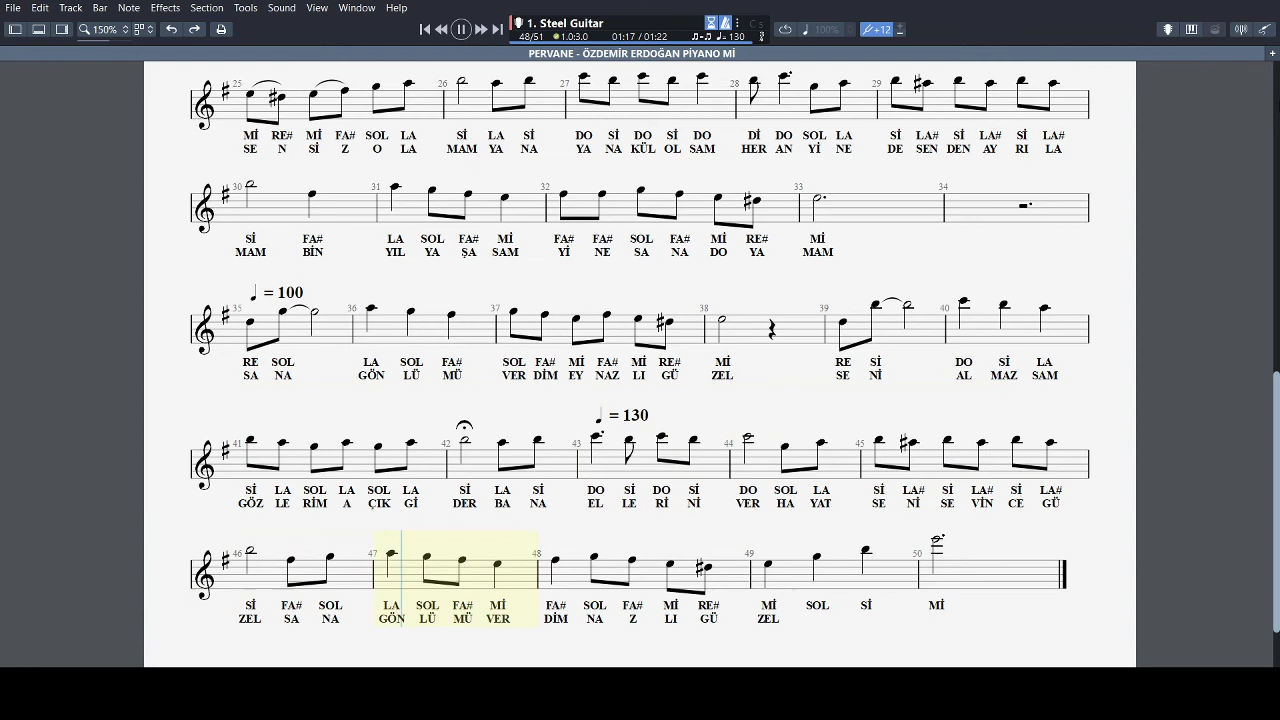 File Edit Track Bar Note Effects Section Tools Sound View Window Help
150%
1. Steel Guitar
48/51 1.0:3.0 01:17 / 01:22 = 130
100% +12
PERVANE - ÖZDEMİR ERDOĞAN PİYANO Mİ
25 26 27 28 29
Mİ RE# Mİ FA# SOL LA Sİ LA Sİ DO Sİ DO Sİ DO Dİ DO SOL LA Sİ LA# Sİ LA# Sİ LA#
SE N Sİ Z O LA MAM YA NA YA NA KÜL OL SAM HER AN Yİ NE DE SEN DEN AY RI LA
30 31 32 33 34
Sİ FA# LA SOL FA# Mİ FA# FA# SOL FA# Mİ RE# Mİ
MAM BİN YIL YA ŞA SAM Yİ NE SA NA DO YA MAM
= 100
35 36 37 38 39 40
RE SOL LA SOL FA# SOL FA# Mİ FA# Mİ RE# Mİ RE Sİ DO Sİ LA
SA NA GÖN LÜ MÜ VER DİM EY NAZ LI GÜ ZEL SE Nİ AL MAZ SAM
= 130
41 42 43 44 45
Sİ LA SOL LA SOL LA Sİ LA Sİ DO Sİ DO Sİ DO SOL LA Sİ LA# Sİ LA# Sİ LA#
GÖZ LE RİM A ÇIK Gİ DER BA NA EL LE Rİ Nİ VER HA YAT SE Nİ SE VİN CE GÜ
46 47 48 49 50
Sİ FA# SOL LA SOL FA# Mİ FA# SOL FA# Mİ RE# Mİ SOL Sİ Mİ
ZEL SA NA GÖN LÜ MÜ VER DİM NA Z LI GÜ ZEL